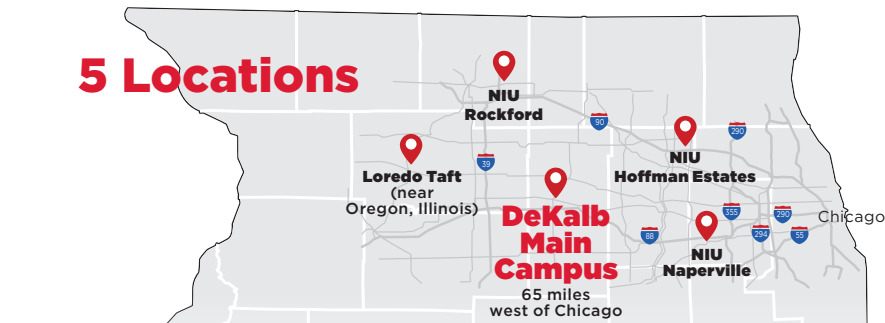 5 Locations
NIU
Rockford
90
290
NIU
Hoffman Estates
39
Loredo Taft
(near
Oregon, Illinois)
DeKalb
Main
Campus
65 miles
west of Chicago
355
290
Chicago
88
294
55
NIU
Naperville